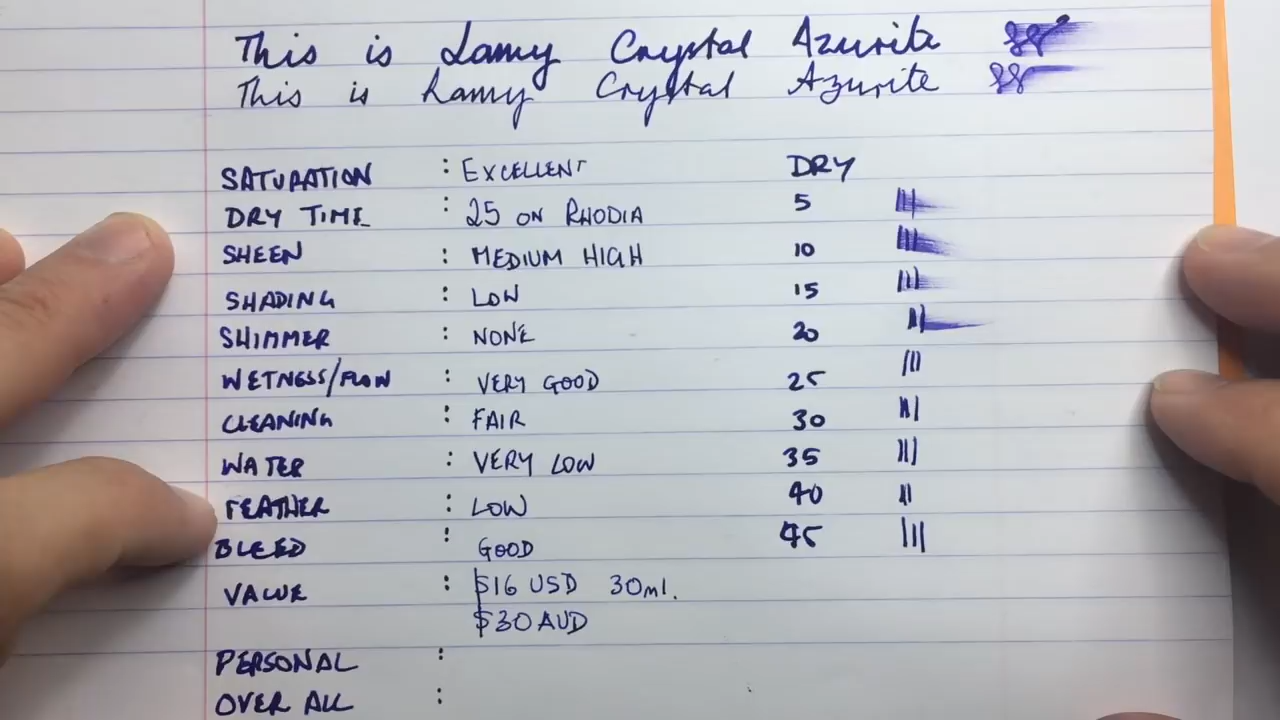 This is Lamy Crystal Azurite
This is Lamy Crystal Azurite
SATURATION : EXCELLENT DRY
DRY TIME : 25 ON RHODIA 5
SHEEN : MEDIUM HIGH 10
SHADING : LOW 15
SHIMMER : NONE 20
WETNESS/FLOW : VERY GOOD 25
CLEANING : FAIR 30
WATER : VERY LOW 35
FEATHER : LOW 40
BLEED : GOOD 45
VALUE : $16 USD 30ml.
$30 AUD
PERSONAL :
OVER ALL :